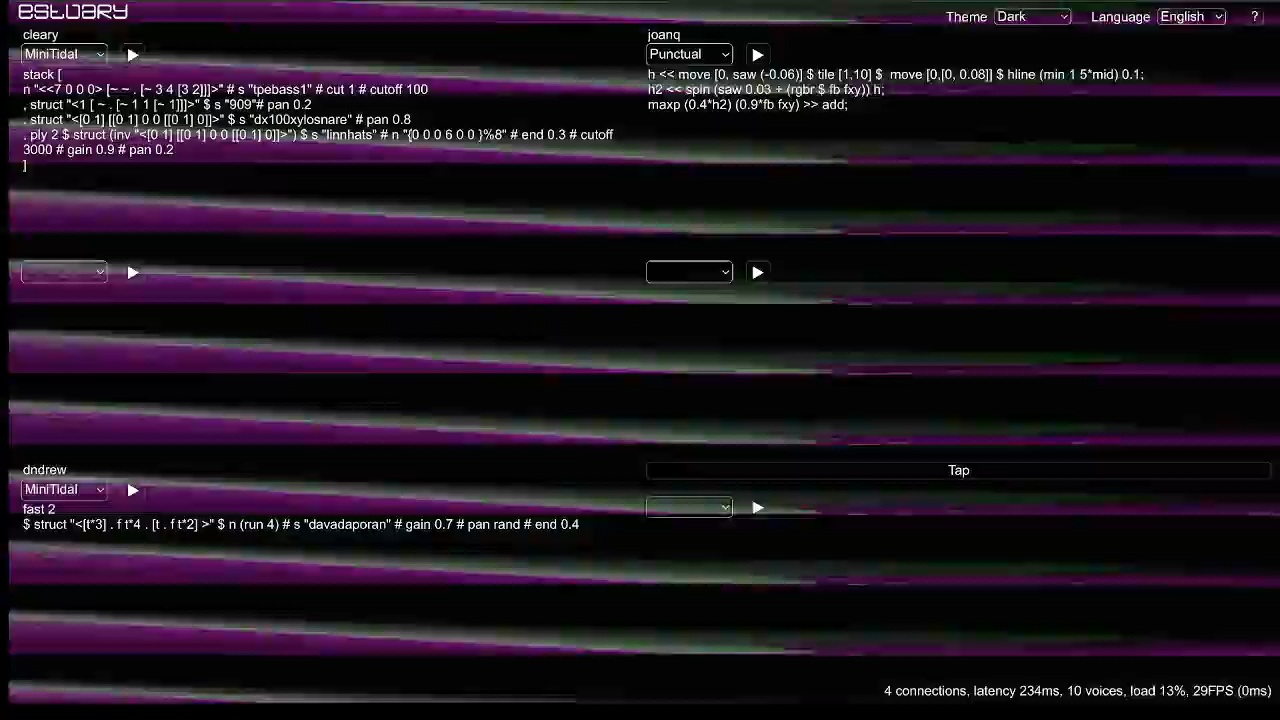 estuary
Theme Dark Language English ?
cleary
MiniTidal
stack [
n "<<7 0 0 0> [~ ~ . [~ 3 4 [3 2]]]>" # s "tpebass1" # cut 1 # cutoff 100
, struct "<1 [ ~ . [~ 1 1 [~ 1]]]>" $ s "909"# pan 0.2
, struct "<[0 1] [[0 1] 0 0 [[0 1] 0]]>" $ s "dx100xylosnare" # pan 0.8
, ply 2 $ struct (inv "<[0 1] [[0 1] 0 0 [[0 1] 0]]>") $ s "linnhats" # n "{0 0 0 6 0 0 }%8" # end 0.3 # cutoff
3000 # gain 0.9 # pan 0.2
]
joanq
Punctual
h << move [0, saw (-0.06)] $ tile [1,10] $  move [0,[0, 0.08]] $ hline (min 1 5*mid) 0.1;
h2 << spin (saw 0.03 + (rgbr $ fb fxy)) h;
maxp (0.4*h2) (0.9*fb fxy) >> add;
dndrew
MiniTidal
fast 2
$ struct "<[t*3] . f t*4 . [t . f t*2] >" $ n (run 4) # s "davadaporan" # gain 0.7 # pan rand # end 0.4
Tap
4 connections, latency 234ms, 10 voices, load 13%, 29FPS (0ms)